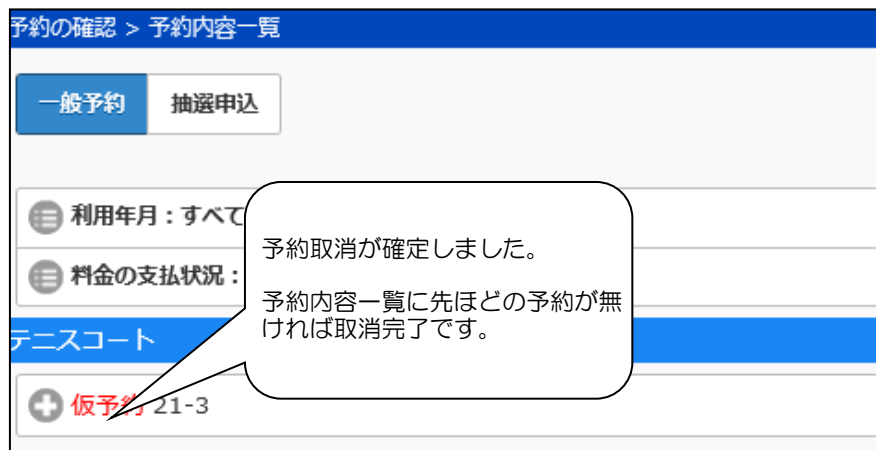 予約の確認 > 予約内容一覧
一般予約 抽選申込
利用年月：すべて
料金の支払状況：
予約取消が確定しました。
予約内容一覧に先ほどの予約が無
ければ取消完了です。
テニスコート
仮予約 21-3